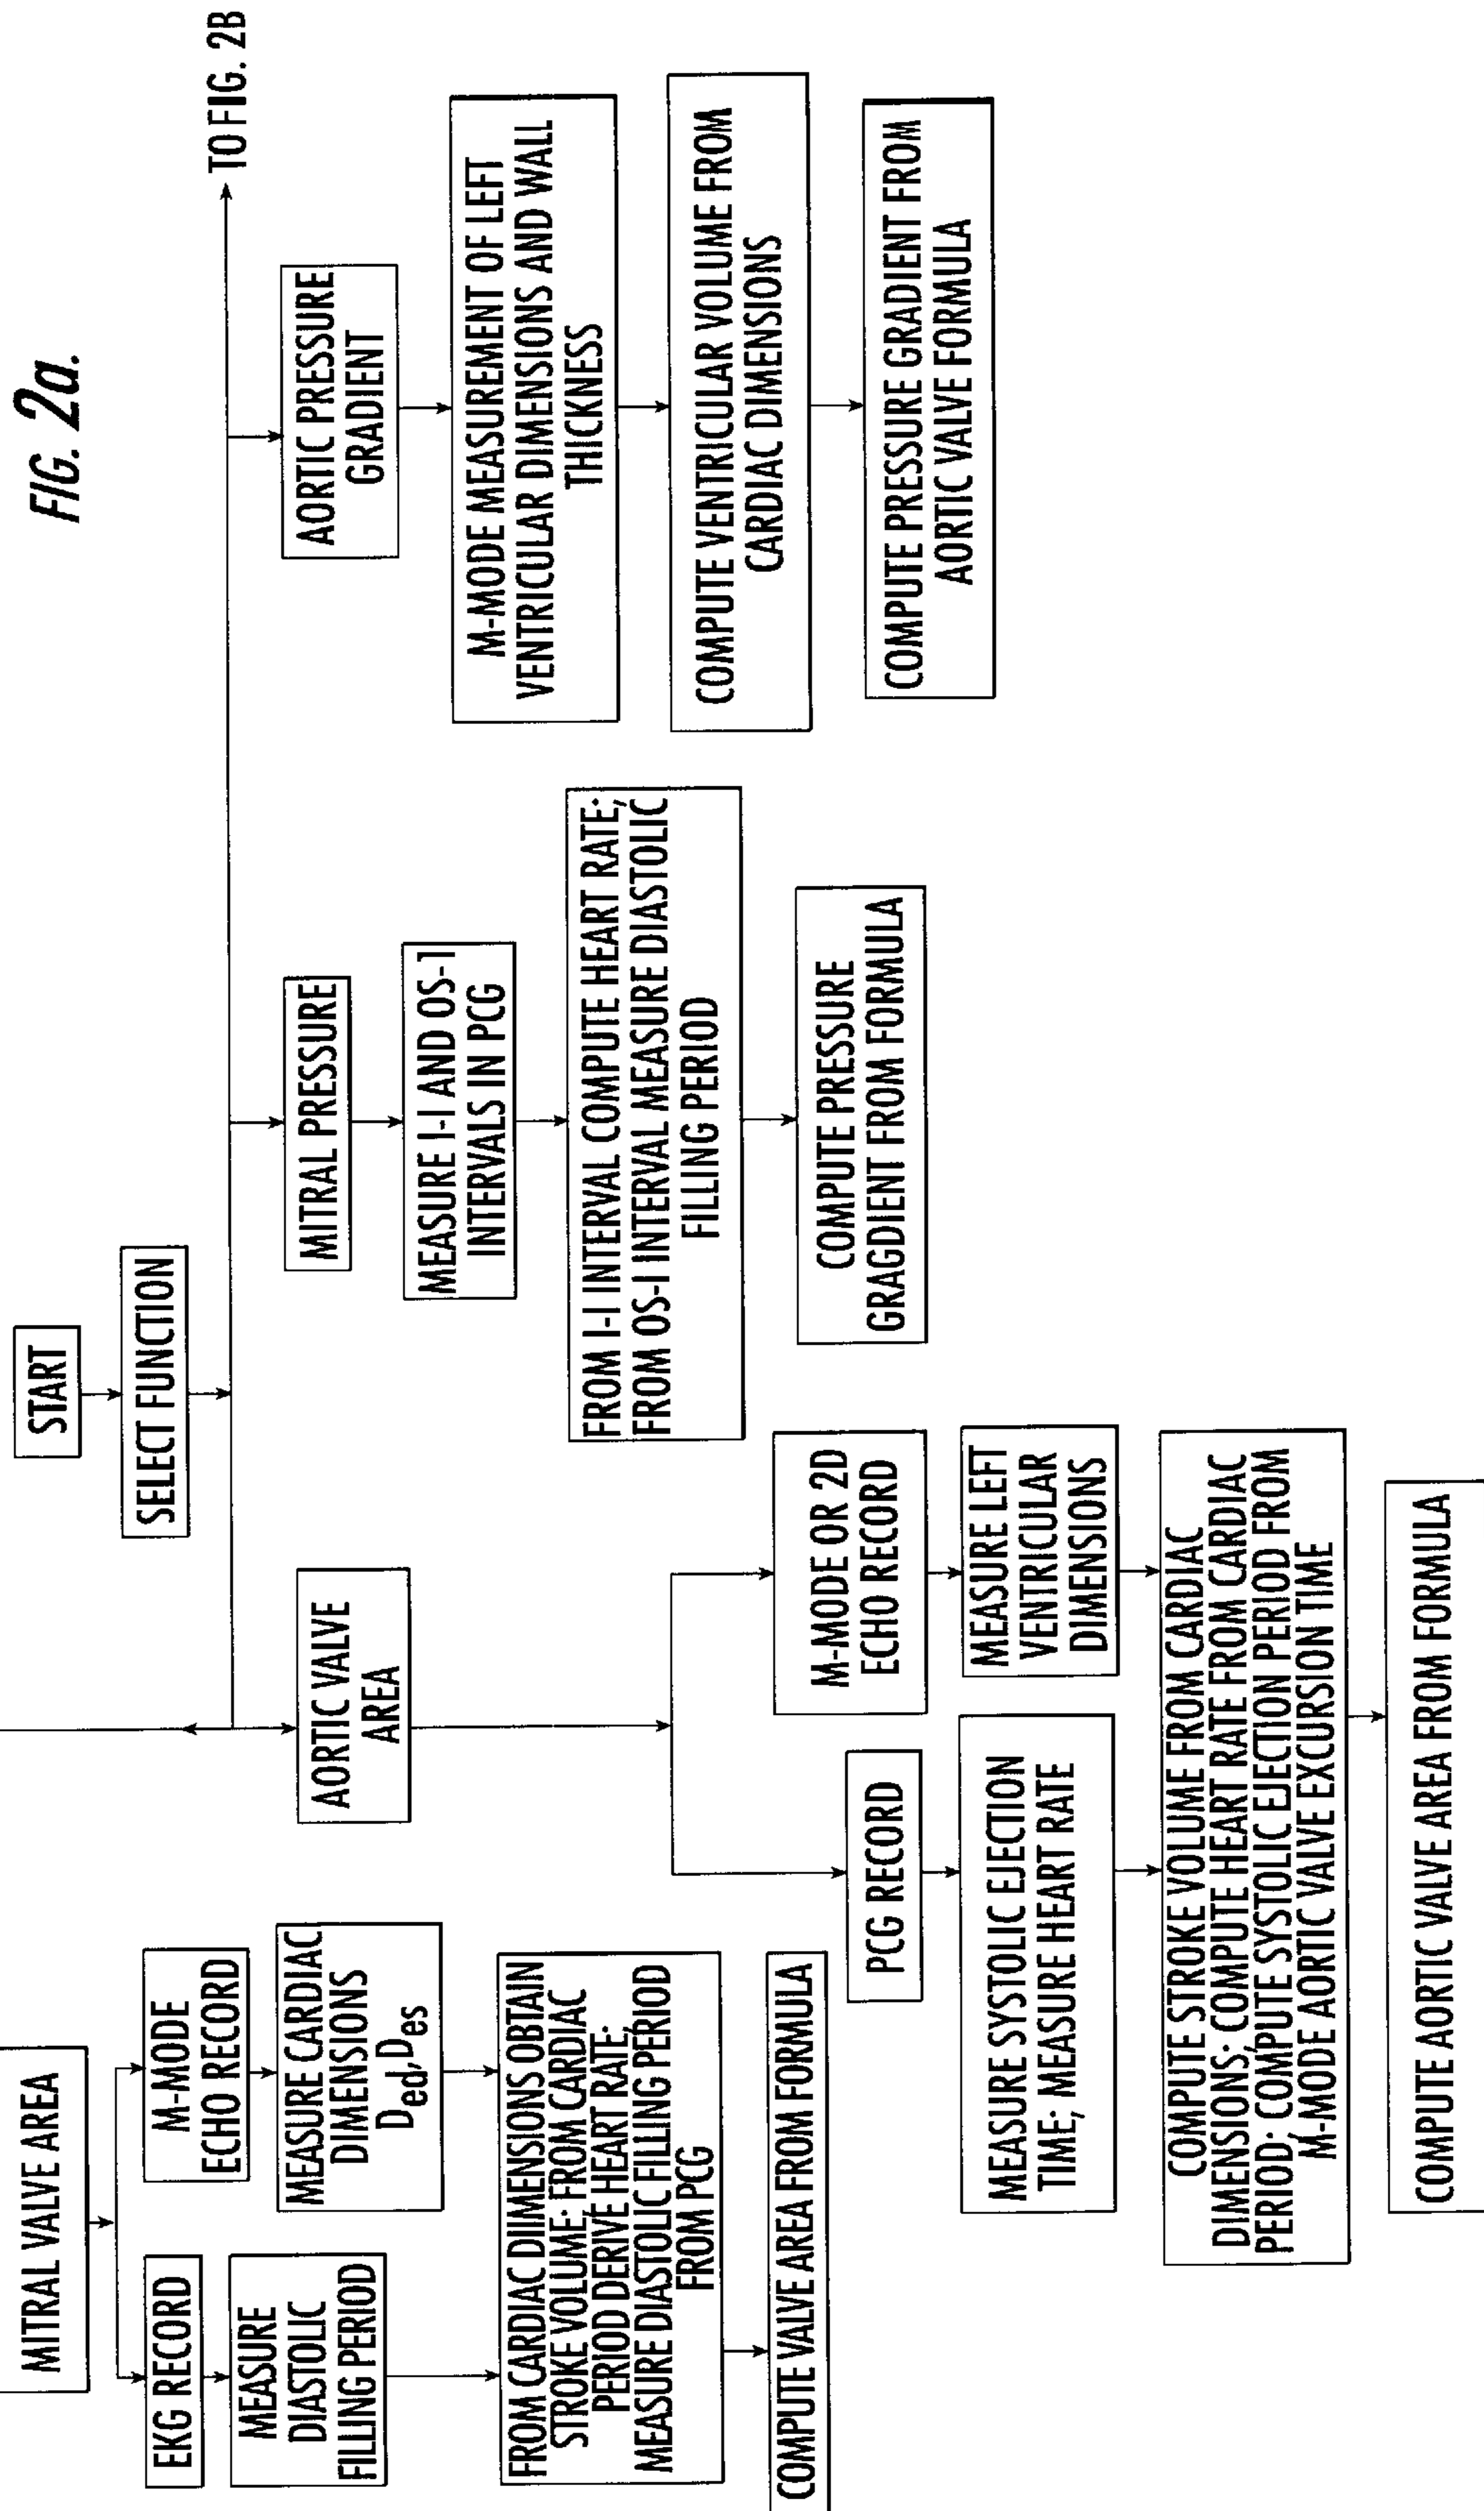 FIG. 2a.
START
SELECT FUNCTION
TO FIG. 2B
MITRAL VALVE AREA
EKG RECORD
MEASURE
DIASTOLIC
FILLING PERIOD
M-MODE
ECHO RECORD
MEASURE CARDIAC
DIMENSIONS
Ded,Des
FROM CARDIAC DIIMENSIONS OBTAIN
STROKE VOLUME: FROM CARDIAC
PERIOD DERIVE HEART RATE;
MEASURE DIASTOLIC FILLING PERIOD
FROM PCG
COMPUTE VALVE AREA FROM FORMULA
AORTIC VALVE
AREA
PCG RECORD
MEASURE SYSTOLIC EJECTION
TIME; MEASURE HEART RATE
M-MODE OR 2D
ECHO RECORD
MEASURE LEFT
VENTRICULAR
DIMENSIONS
COMPUTE STROKE VOLUME FROM CARDIAC
DIMENSIONS; COMPUTE HEART RATE FROM CARDIAC
PERIOD; COMPUTE SYSTOLIC EJECTION PERIOD FROM
M-MODE AORTIC VALVE EXCURSION TIME
COMPUTE AORTIC VALVE AREA FROM FORMULA
MITRAL PRESSURE
MEASURE I-I AND OS-1
INTERVALS IN PCG
FROM I-I INTERVAL COMPUTE HEART RATE;
FROM OS-I INTERVAL MEASURE DIASTOLIC
FILLING PERIOD
COMPUTE PRESSURE
GRAGDIENT FROM FORMULA
AORTIC PRESSURE
GRADIENT
M-MODE MEASUREMENT OF LEFT
VENTRICULAR DIMENSIONS AND WALL
THICKNESS
COMPUTE VENTRICULAR VOLUME FROM
CARDIAC DIMENSIONS
COMPUTE PRESSURE GRADIENT FROM
AORTIC VALVE FORMULA